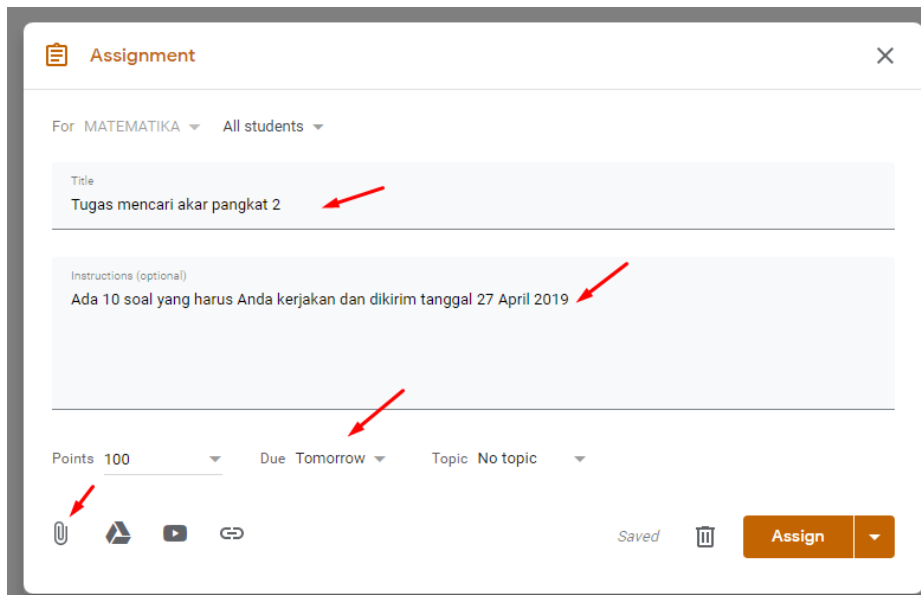 Assignment
For MATEMATIKA All students
Title
Tugas mencari akar pangkat 2
Instructions (optional)
Ada 10 soal yang harus Anda kerjakan dan dikirim tanggal 27 April 2019
Points 100 Due Tomorrow Topic No topic
Saved Assign